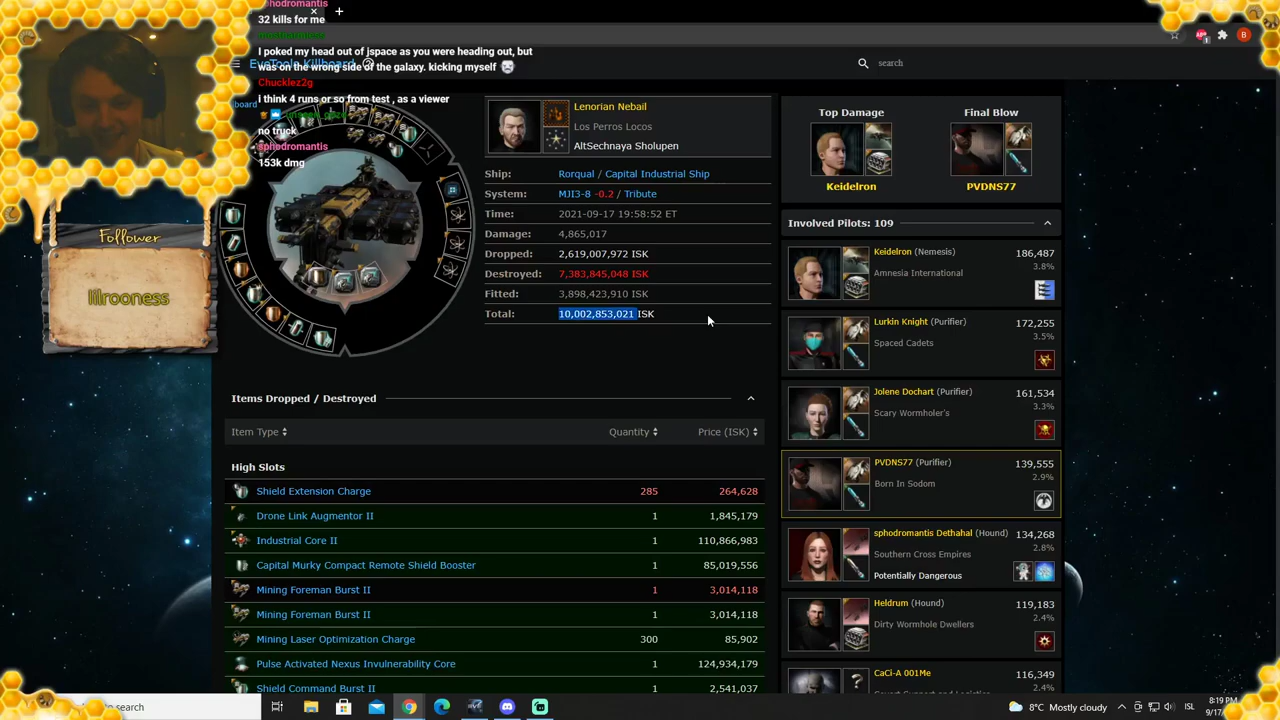 32 kills for me
I poked my head out of jspace as you were heading out, but
was on the wrong side of the galaxy. kicking myself
EveTools Killboard
Chucklez2g
board
i think 4 runs or so from test , as a viewer
no truck
sphodromantis
153k dmg
Follower
lilrooness
search
Lenorian Nebail
Los Perros Locos
AltSechnaya Sholupen
Ship: Rorqual / Capital Industrial Ship
System: MJI3-8 -0.2 / Tribute
Time: 2021-09-17 19:58:52 ET
Damage: 4,865,017
Dropped: 2,619,007,972 ISK
Destroyed: 7,383,845,048 ISK
Fitted: 3,898,423,910 ISK
Total: 10,002,853,021 ISK
Items Dropped / Destroyed
Item Type Quantity Price (ISK)
High Slots
Shield Extension Charge 285 264,628
Drone Link Augmentor II 1 1,845,179
Industrial Core II 1 110,866,983
Capital Murky Compact Remote Shield Booster 1 85,019,556
Mining Foreman Burst II 1 3,014,118
Mining Foreman Burst II 1 3,014,118
Mining Laser Optimization Charge 300 85,902
Pulse Activated Nexus Invulnerability Core 1 124,934,179
Shield Command Burst II 1 2,541,037
Top Damage Final Blow
Keidelron PVDNS77
Involved Pilots: 109
Keidelron (Nemesis) 186,487
Amnesia International 3.8%
Lurkin Knight (Purifier) 172,255
Spaced Cadets 3.5%
Jolene Dochart (Purifier) 161,534
Scary Wormholer's 3.3%
PVDNS77 (Purifier) 139,555
Born In Sodom 2.9%
sphodromantis Dethahal (Hound) 134,268
Southern Cross Empires 2.8%
Potentially Dangerous
Heldrum (Hound) 119,183
Dirty Wormhole Dwellers 2.4%
CaCi-A 001Me 116,349
2.4%
search
8°C Mostly cloudy
ISL
8:19 PM
9/17/